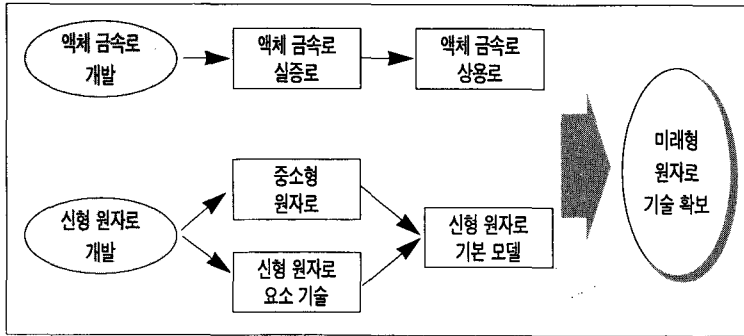 액체 금속로
개발
액체 금속로
실증로
액체 금속로
상용로
신형 원자로
개발
중소형
원자로
신형 원자로
요소 기술
신형 원자로
기본 모델
미래형
원자로
기술 확보